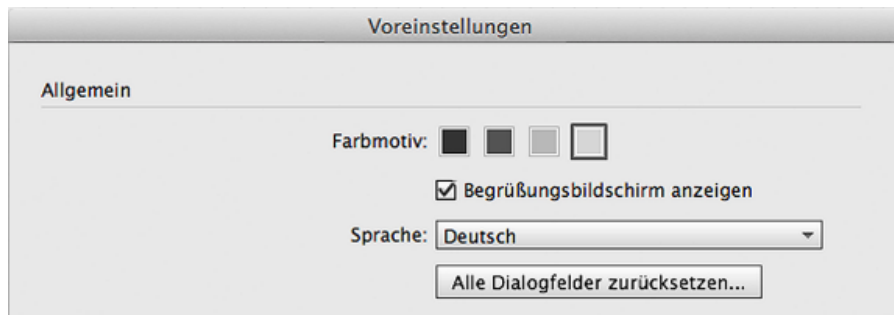 Voreinstellungen
Allgemein
Farbmotiv:
Begrüßungsbildschirm anzeigen
Sprache: Deutsch
Alle Dialogfelder zurücksetzen...